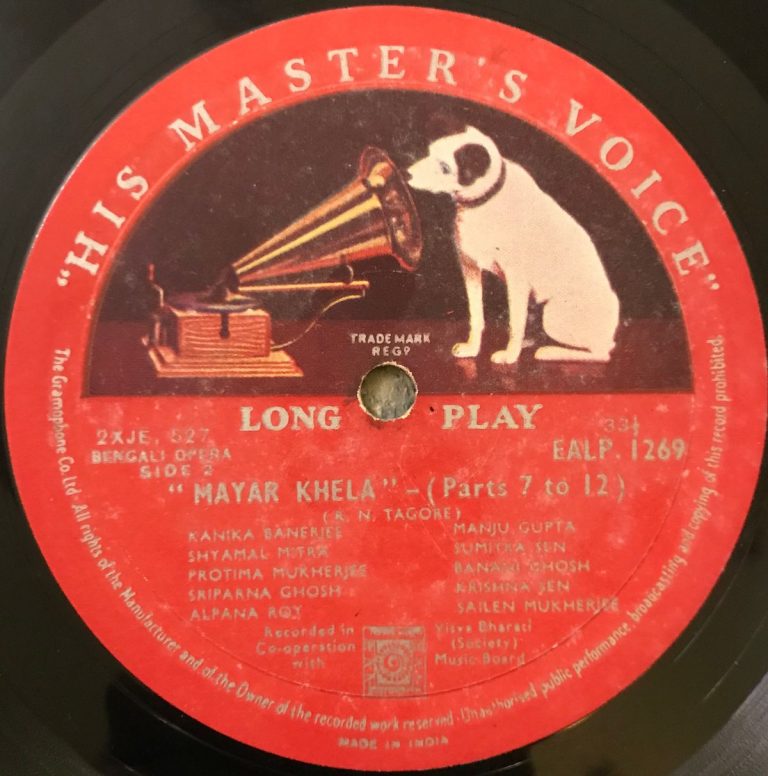 "HIS MASTER'S VOICE"
TRADE MARK
REGD
LONG PLAY
2XJE. 527
33⅓
BENGALI OPERA
EALP. 1269
SIDE 2
"MAYAR KHELA" - (Parts 7 to 12)
(R. N. TAGORE)
KANIKA BANERJEE
MANJU GUPTA
SHYAMAL MITRA
SUMITRA SEN
PROTIMA MUKHERJEE
BANANI GHOSH
SRIPARNA GHOSH
KRISHNA SEN
ALPANA ROY
SAILEN MUKHERJEE
Recorded in
Co-operation
with
Visva Bharati
(Society)
Music Board
The Gramophone Co. Ltd. All rights of the Manufacturer and of the Owner of the recorded work reserved. Unauthorised public performance, broadcasting and copying of this record prohibited.
MADE IN INDIA